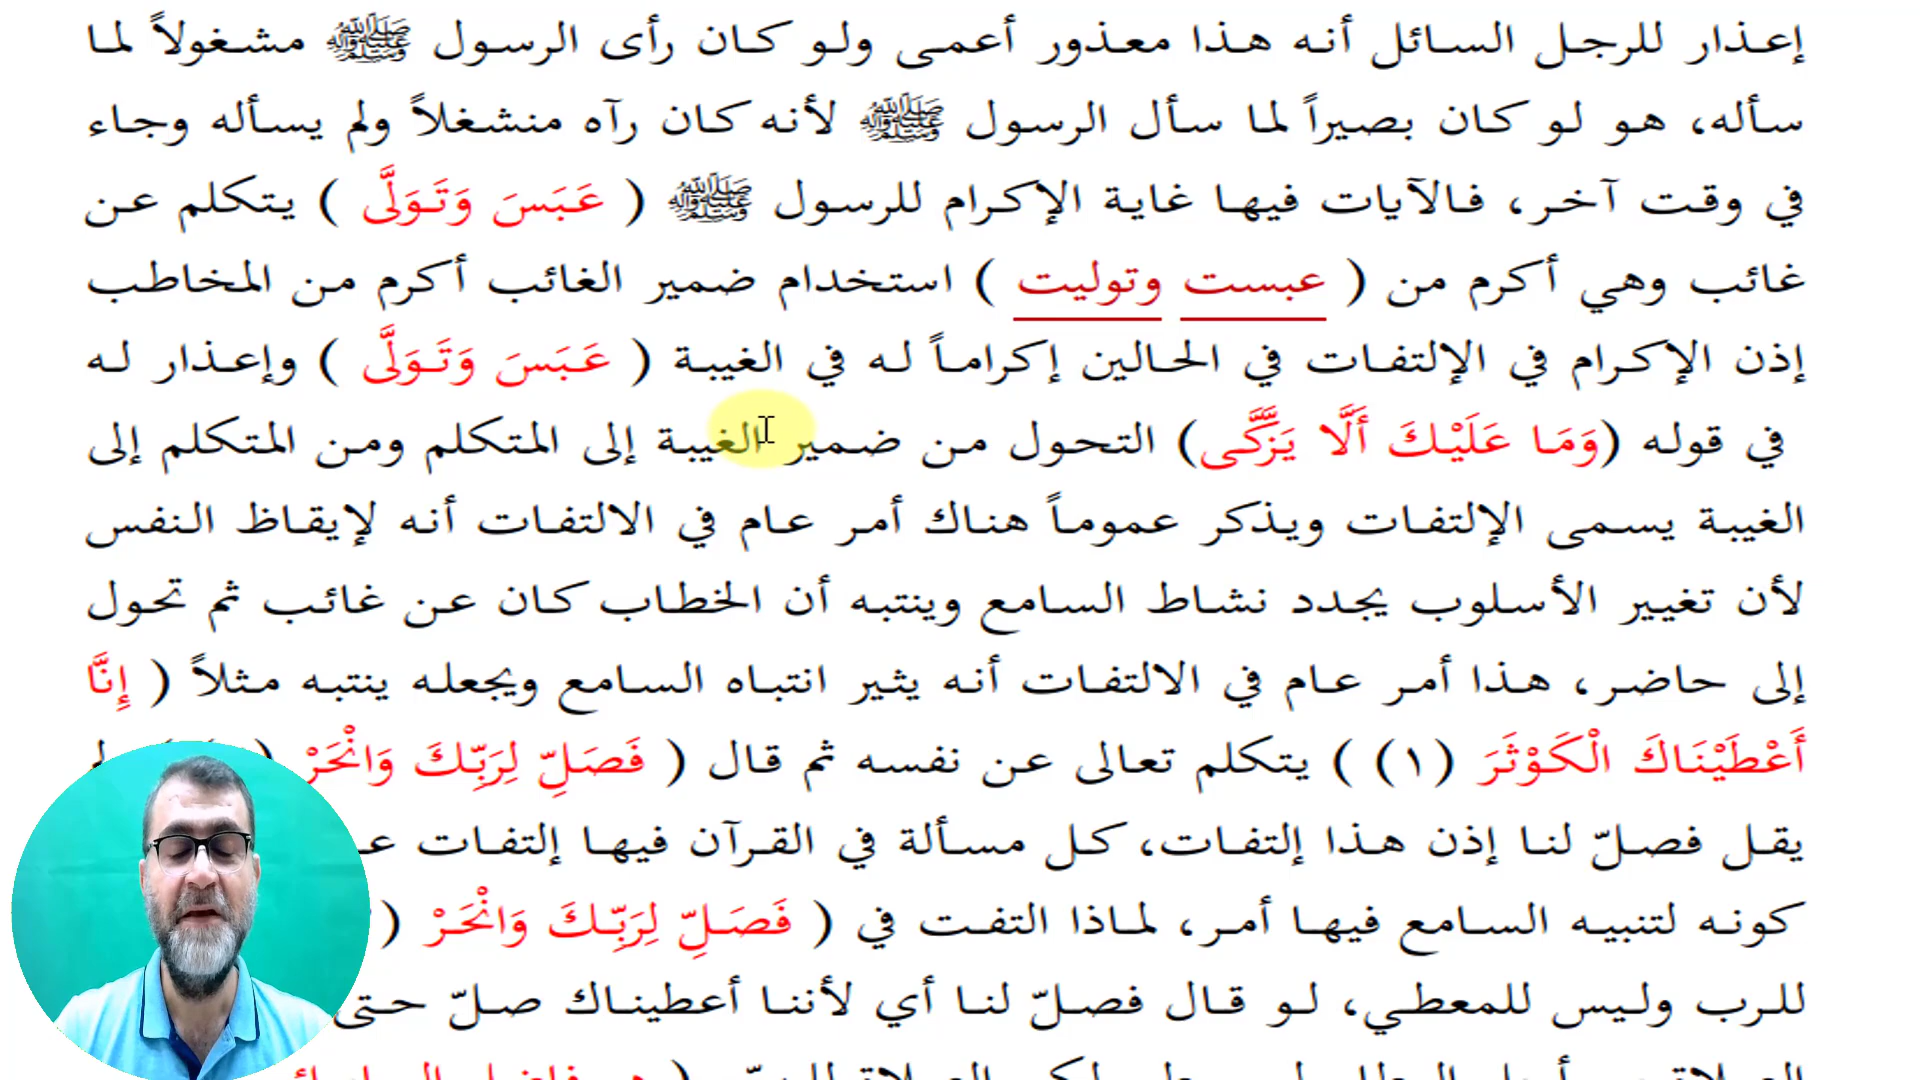 إعذار للرجل السائل أنه هذا معذور أعمى ولو كان رأى الرسول ﷺ مشغولاً لما
سأله، هو لو كان بصيراً لما سأل الرسول ﷺ لأنه كان رآه منشغلاً ولم يسأله وجاء
في وقت آخر، فالآيات فيها غاية الإكرام للرسول ﷺ ( عَبَسَ وَتَوَلَّى ) يتكلم عن
غائب وهي أكرم من ( عبست وتوليت ) استخدام ضمير الغائب أكرم من المخاطب
إذن الإكرام في الإلتفات في الحالين إكراماً له في الغيبة ( عَبَسَ وَتَوَلَّى ) وإعذار له
في قوله (وَمَا عَلَيْكَ أَلَّا يَزَّكَّى) التحول من ضمير الغيبة إلى المتكلم ومن المتكلم إلى
الغيبة يسمى الإلتفات ويذكر عموماً هناك أمر عام في الالتفات أنه لإيقاظ النفس
لأن تغيير الأسلوب يجدد نشاط السامع وينتبه أن الخطاب كان عن غائب ثم تحول
إلى حاضر، هذا أمر عام في الالتفات أنه يثير انتباه السامع ويجعله ينتبه مثلاً ( إِنَّا
أَعْطَيْنَاكَ الْكَوْثَرَ (١) ) يتكلم تعالى عن نفسه ثم قال ( فَصَلِّ لِرَبِّكَ وَانْحَرْ (
يقل فصلّ لنا إذن هذا إلتفات، كل مسألة في القرآن فيها إلتفات
كونه لتنبيه السامع فيها أمر، لماذا التفت في ( فَصَلِّ لِرَبِّكَ وَانْحَرْ (
للرب وليس للمعطي، لو قال فصلّ لنا أي لأننا أعطيناك صلّ حتى